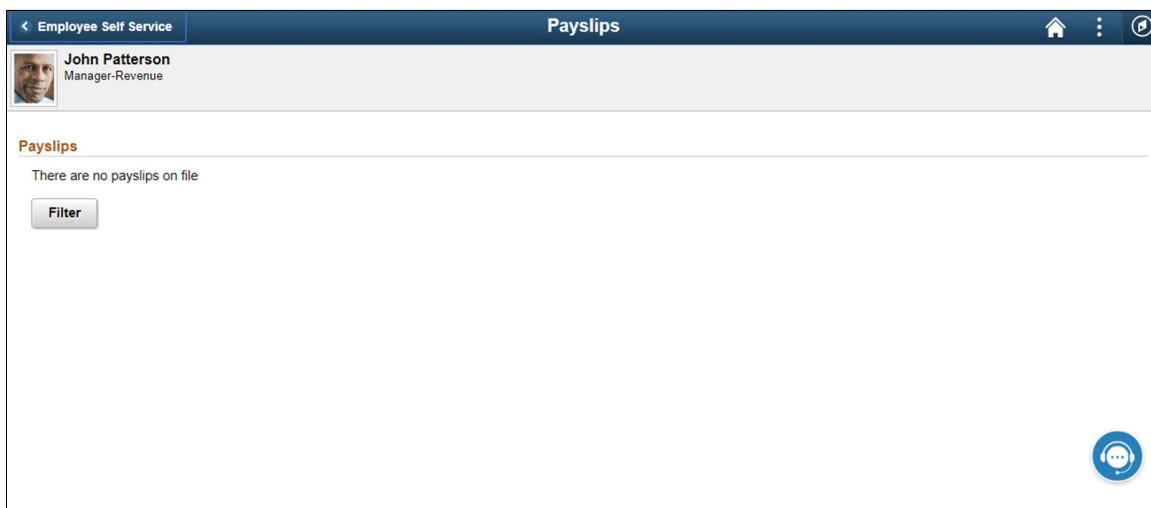 Employee Self Service
Payslips
John Patterson
Manager-Revenue
Payslips
There are no payslips on file
Filter